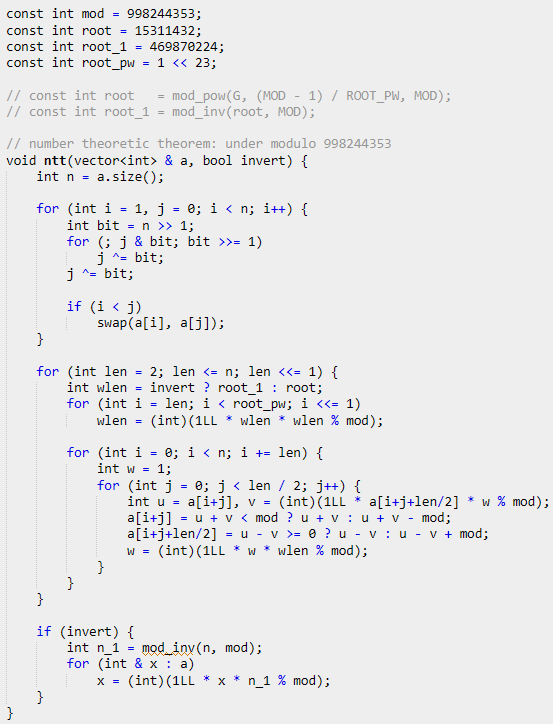 const int mod = 998244353;
const int root = 15311432;
const int root_1 = 469870224;
const int root_pw = 1 << 23;

// const int root   = mod_pow(G, (MOD - 1) / ROOT_PW, MOD);
// const int root_1 = mod_inv(root, MOD);

// number theoretic theorem: under modulo 998244353
void ntt(vector<int> & a, bool invert) {
    int n = a.size();

    for (int i = 1, j = 0; i < n; i++) {
        int bit = n >> 1;
        for (; j & bit; bit >>= 1)
            j ^= bit;
        j ^= bit;

        if (i < j)
            swap(a[i], a[j]);
    }

    for (int len = 2; len <= n; len <<= 1) {
        int wlen = invert ? root_1 : root;
        for (int i = len; i < root_pw; i <<= 1)
            wlen = (int)(1LL * wlen * wlen % mod);

        for (int i = 0; i < n; i += len) {
            int w = 1;
            for (int j = 0; j < len / 2; j++) {
                int u = a[i+j], v = (int)(1LL * a[i+j+len/2] * w % mod);
                a[i+j] = u + v < mod ? u + v : u + v - mod;
                a[i+j+len/2] = u - v >= 0 ? u - v : u - v + mod;
                w = (int)(1LL * w * wlen % mod);
            }
        }
    }

    if (invert) {
        int n_1 = mod_inv(n, mod);
        for (int & x : a)
            x = (int)(1LL * x * n_1 % mod);
    }
}